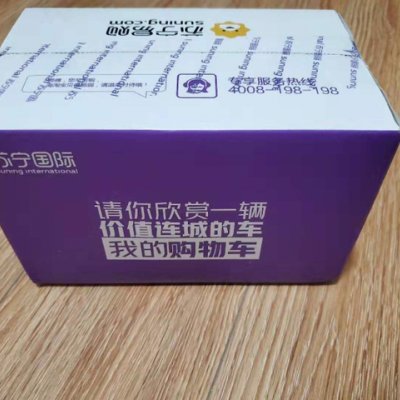 苏宁易购
suning.com
专享服务热线
4008-198-198
苏宁国际
suning international
请你欣赏一辆
价值连城的车
我的购物车